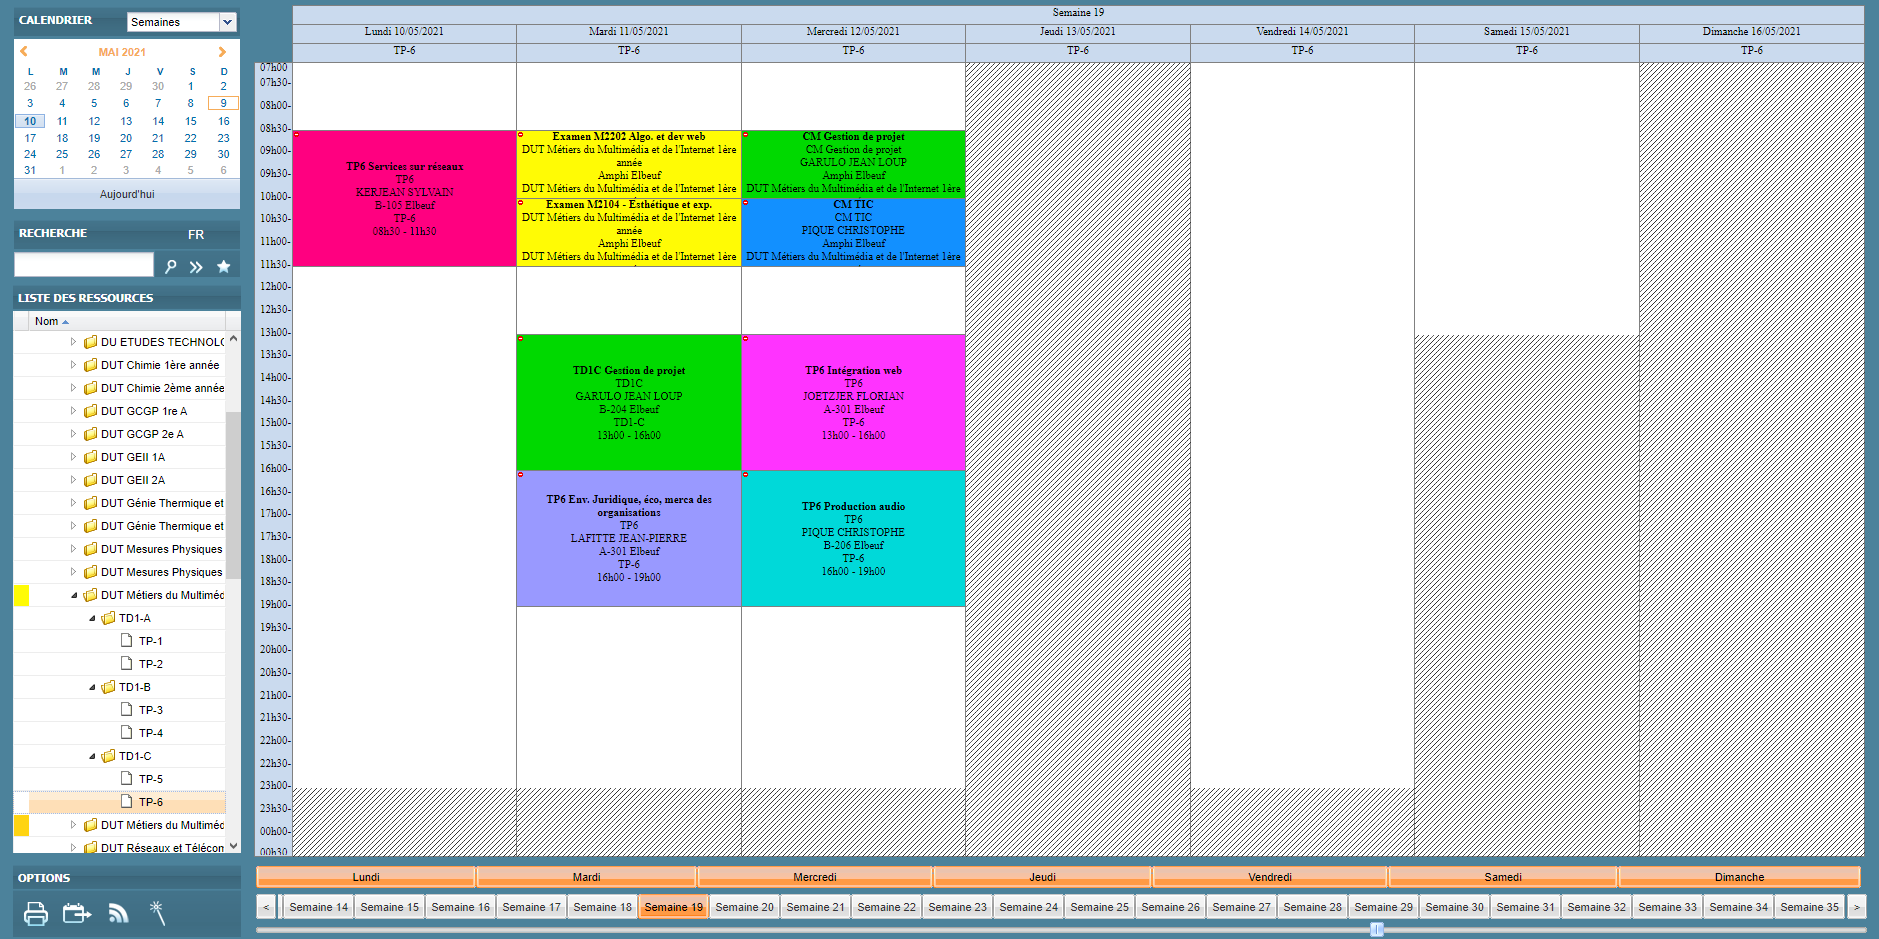 CALENDRIER
Semaines
MAI 2021
L M M J V S D
26 27 28 29 30 1 2
3 4 5 6 7 8 9
10 11 12 13 14 15 16
17 18 19 20 21 22 23
24 25 26 27 28 29 30
31 1 2 3 4 5 6
Aujourd'hui
RECHERCHE FR
LISTE DES RESSOURCES
Nom
DU ETUDES TECHNOLO
DUT Chimie 1ère année
DUT Chimie 2ème année
DUT GCGP 1re A
DUT GCGP 2e A
DUT GEII 1A
DUT GEII 2A
DUT Génie Thermique et
DUT Génie Thermique et
DUT Mesures Physiques
DUT Mesures Physiques
DUT Métiers du Multiméd
TD1-A
TP-1
TP-2
TD1-B
TP-3
TP-4
TD1-C
TP-5
TP-6
DUT Métiers du Multiméd
DUT Réseaux et Télécom
OPTIONS
Semaine 19
Lundi 10/05/2021 Mardi 11/05/2021 Mercredi 12/05/2021 Jeudi 13/05/2021 Vendredi 14/05/2021 Samedi 15/05/2021 Dimanche 16/05/2021
TP-6 TP-6 TP-6 TP-6 TP-6 TP-6 TP-6
07h00
07h30-
08h00-
08h30-
09h00-
09h30-
10h00-
10h30-
11h00-
11h30-
12h00-
12h30-
13h00-
13h30-
14h00-
14h30-
15h00-
15h30-
16h00-
16h30-
17h00-
17h30-
18h00-
18h30-
19h00-
19h30-
20h00-
20h30-
21h00-
21h30-
22h00-
22h30-
23h00-
23h30-
00h00-
00h30
TP6 Services sur réseaux
TP6
KERJEAN SYLVAIN
B-105 Elbeuf
TP-6
08h30 - 11h30
Examen M2202 Algo. et dev web
DUT Métiers du Multimédia et de l'Internet 1ère
année
Amphi Elbeuf
DUT Métiers du Multimédia et de l'Internet 1ère
Examen M2104 - Esthétique et exp.
DUT Métiers du Multimédia et de l'Internet 1ère
année
Amphi Elbeuf
DUT Métiers du Multimédia et de l'Internet 1ère
TD1C Gestion de projet
TD1C
GARULO JEAN LOUP
B-204 Elbeuf
TD1-C
13h00 - 16h00
TP6 Env. Juridique, éco, merca des
organisations
TP6
LAFITTE JEAN-PIERRE
A-301 Elbeuf
TP-6
16h00 - 19h00
CM Gestion de projet
CM Gestion de projet
GARULO JEAN LOUP
Amphi Elbeuf
DUT Métiers du Multimédia et de l'Internet 1ère
CM TIC
CM TIC
PIQUE CHRISTOPHE
Amphi Elbeuf
DUT Métiers du Multimédia et de l'Internet 1ère
TP6 Intégration web
TP6
JOETZJER FLORIAN
A-301 Elbeuf
TP-6
13h00 - 16h00
TP6 Production audio
TP6
PIQUE CHRISTOPHE
B-206 Elbeuf
TP-6
16h00 - 19h00
Lundi Mardi Mercredi Jeudi Vendredi Samedi Dimanche
< Semaine 14 Semaine 15 Semaine 16 Semaine 17 Semaine 18 Semaine 19 Semaine 20 Semaine 21 Semaine 22 Semaine 23 Semaine 24 Semaine 25 Semaine 26 Semaine 27 Semaine 28 Semaine 29 Semaine 30 Semaine 31 Semaine 32 Semaine 33 Semaine 34 Semaine 35 >